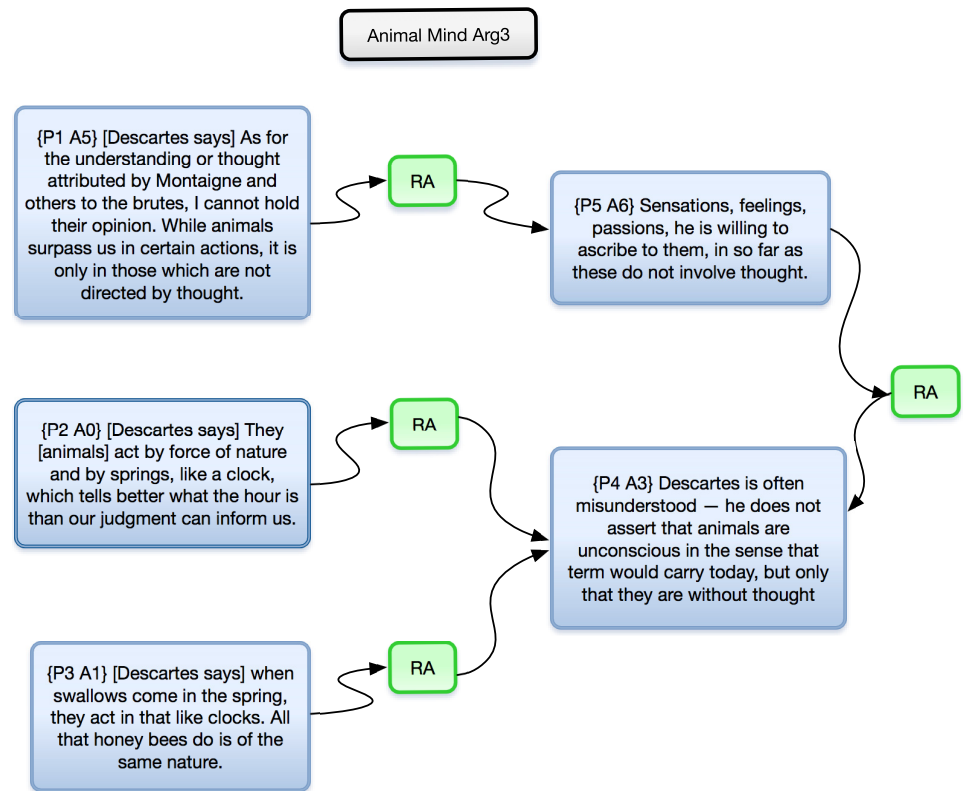 Animal Mind Arg3
{P1 A5} [Descartes says] As for
the understanding or thought
attributed by Montaigne and
others to the brutes, I cannot hold
their opinion. While animals
surpass us in certain actions, it is
only in those which are not
directed by thought.
RA
{P5 A6} Sensations, feelings,
passions, he is willing to
ascribe to them, in so far as
these do not involve thought.
RA
{P2 A0} [Descartes says] They
[animals] act by force of nature
and by springs, like a clock,
which tells better what the hour is
than our judgment can inform us.
RA
{P4 A3} Descartes is often
misunderstood — he does not
assert that animals are
unconscious in the sense that
term would carry today, but only
that they are without thought
{P3 A1} [Descartes says] when
swallows come in the spring,
they act in that like clocks. All
that honey bees do is of the
same nature.
RA